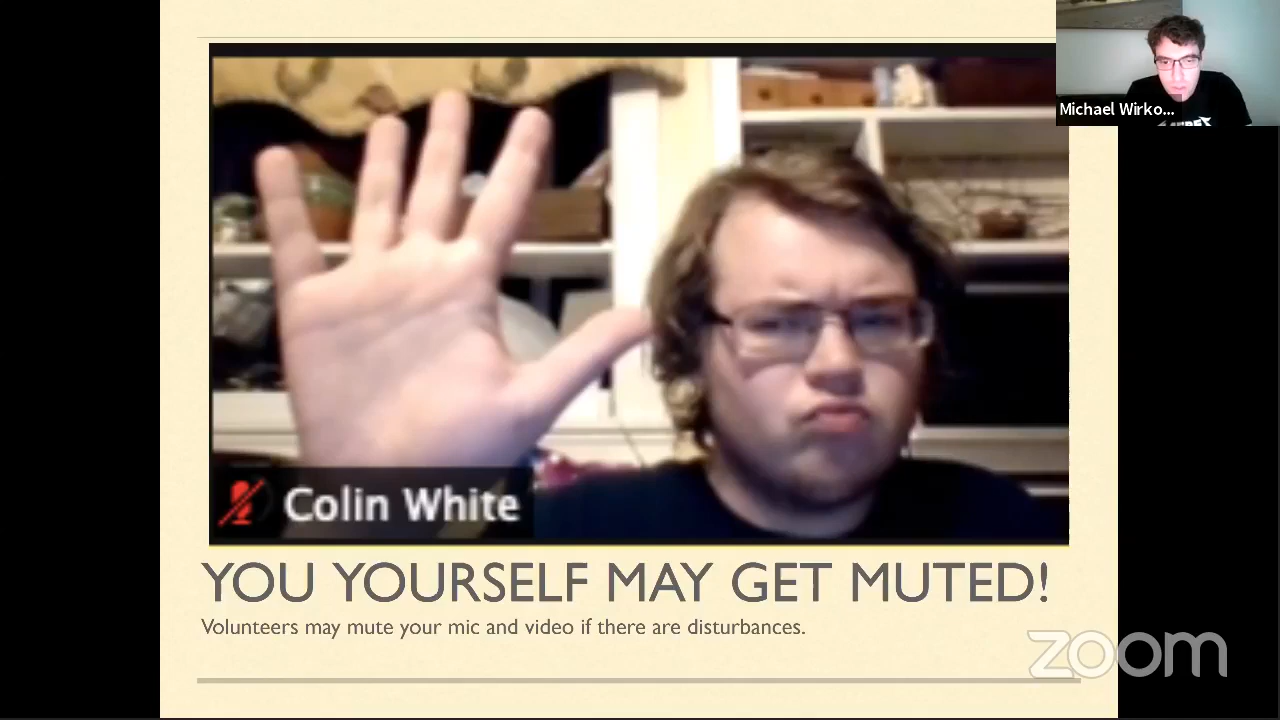 Michael Wirko...
Colin White
YOU YOURSELF MAY GET MUTED!
Volunteers may mute your mic and video if there are disturbances.
zoom